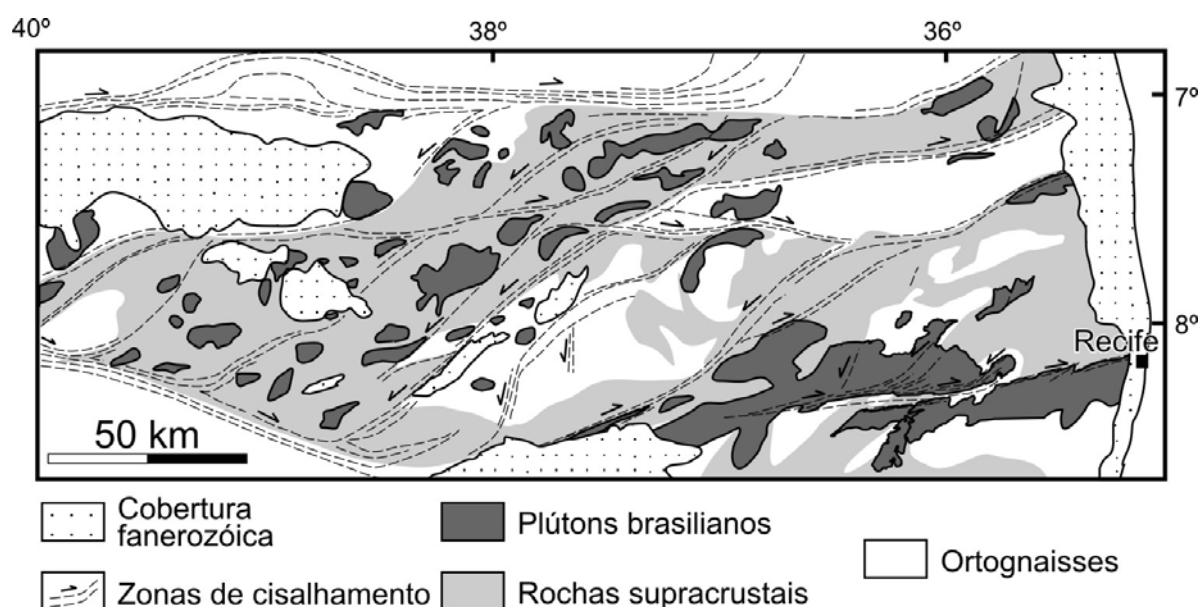 40º 38º 36º
7º
8º
Recife
50 km
Cobertura
fanerozóica
Plútons brasilianos
Ortognaisses
Zonas de cisalhamento
Rochas supracrustais